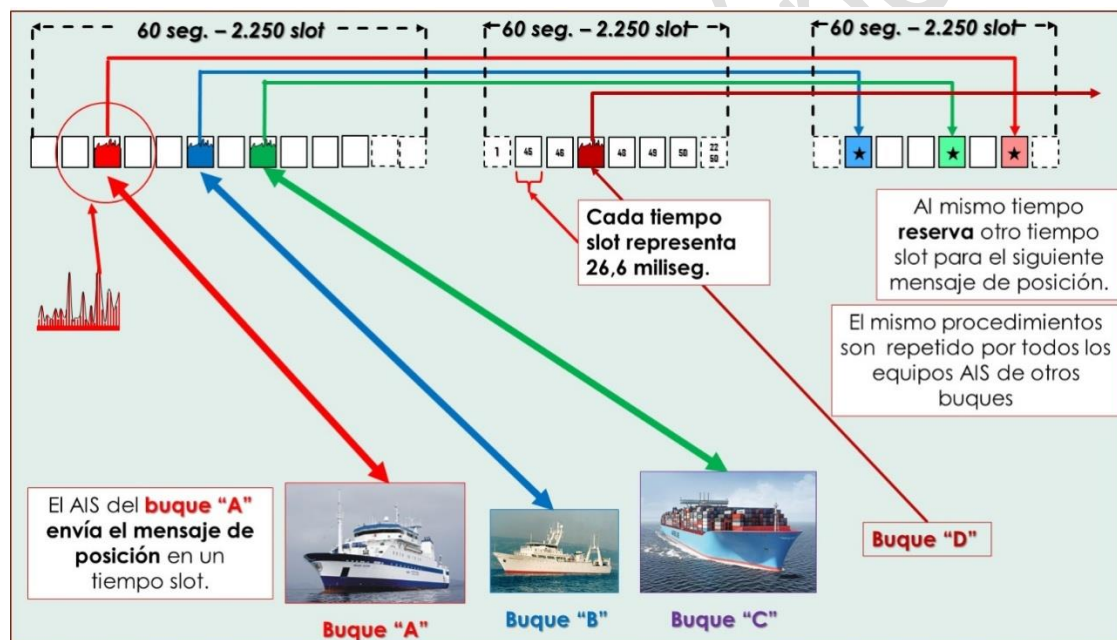 60 seg. – 2.250 slot
60 seg. – 2.250 slot
60 seg. – 2.250 slot
1
45
46
48
49
50
22
50
Cada tiempo
slot representa
26,6 miliseg.
Al mismo tiempo
reserva otro tiempo
slot para el siguiente
mensaje de posición.
El mismo procedimientos
son repetido por todos los
equipos AIS de otros
buques
El AIS del buque “A”
envía el mensaje de
posición en un
tiempo slot.
Buque “A”
Buque “B”
Buque “C”
Buque “D”